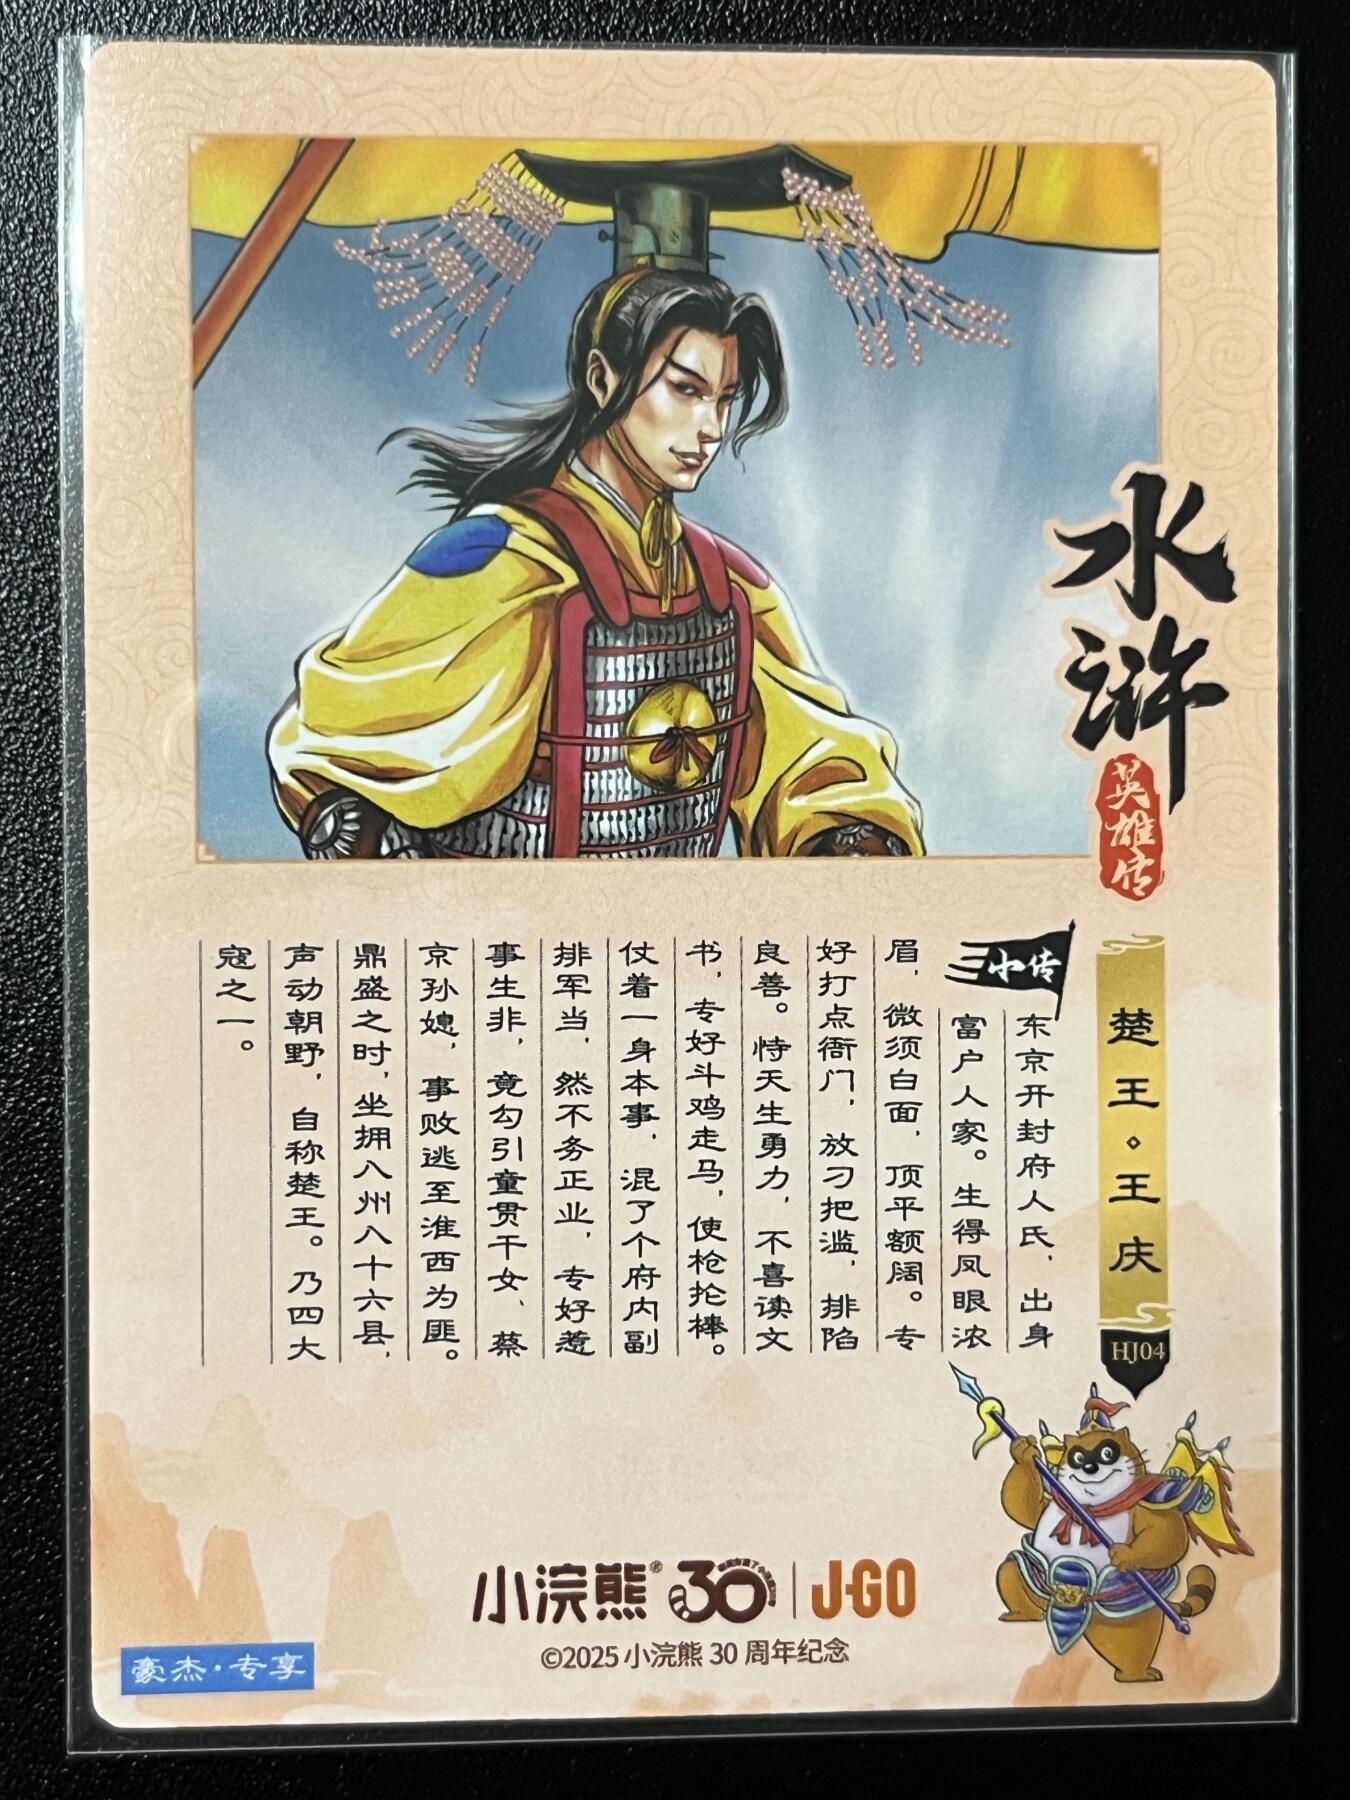 水浒
英雄传
楚王·王庆
HJ04
小传
东京开封府人氏，出身
富户人家。生得凤眼浓
眉，微须白面，顶平额阔。专
好打点衙门，放刁把滥，排陷
良善。恃天生勇力，不喜读文
书，专好斗鸡走马，使枪抡棒。
仗着一身本事，混了个府内副
排军当，然不务正业，专好惹
事生非，竟勾引童贯干女、蔡
京孙媳，事败逃至淮西为匪。
鼎盛之时，坐拥八州八十六县，
声动朝野，自称楚王。乃四大
寇之一。
小浣熊® 30 | J-GO
©2025 小浣熊 30 周年纪念
豪杰·专享